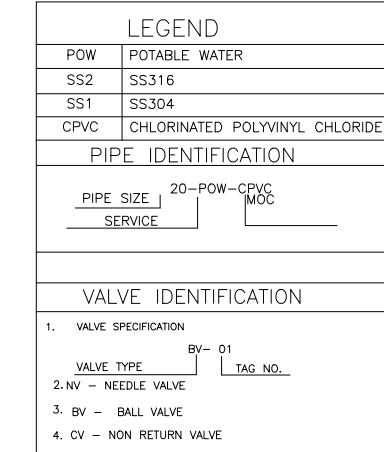 LEGEND
POW POTABLE WATER
SS2 SS316
SS1 SS304
CPVC CHLORINATED POLYVINYL CHLORIDE
PIPE IDENTIFICATION
20-POW-CPVC
PIPE SIZE MOC
SERVICE
VALVE IDENTIFICATION
1. VALVE SPECIFICATION
BV- 01
VALVE TYPE TAG NO.
2. NV - NEEDLE VALVE
3. BV - BALL VALVE
4. CV - NON RETURN VALVE